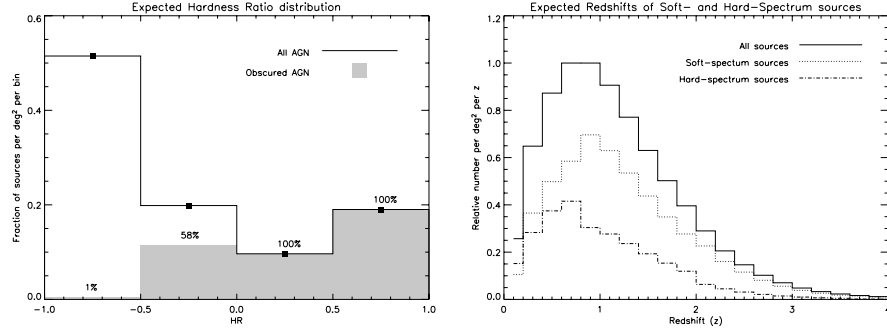 Expected Hardness Ratio distribution
0.6
0.4
0.2
0.0
Fraction of sources per deg² per bin
All AGN
Obscured AGN
1%
58%
100%
100%
-1.0
-0.5
0.0
0.5
1.0
HR
Expected Redshifts of Soft- and Hard-Spectrum sources
1.2
1.0
0.8
0.6
0.4
0.2
0.0
Relative number per deg² per z
All sources
Soft-spectum sources
Hard-spectrum sources
0
1
2
3
4
Redshift (z)